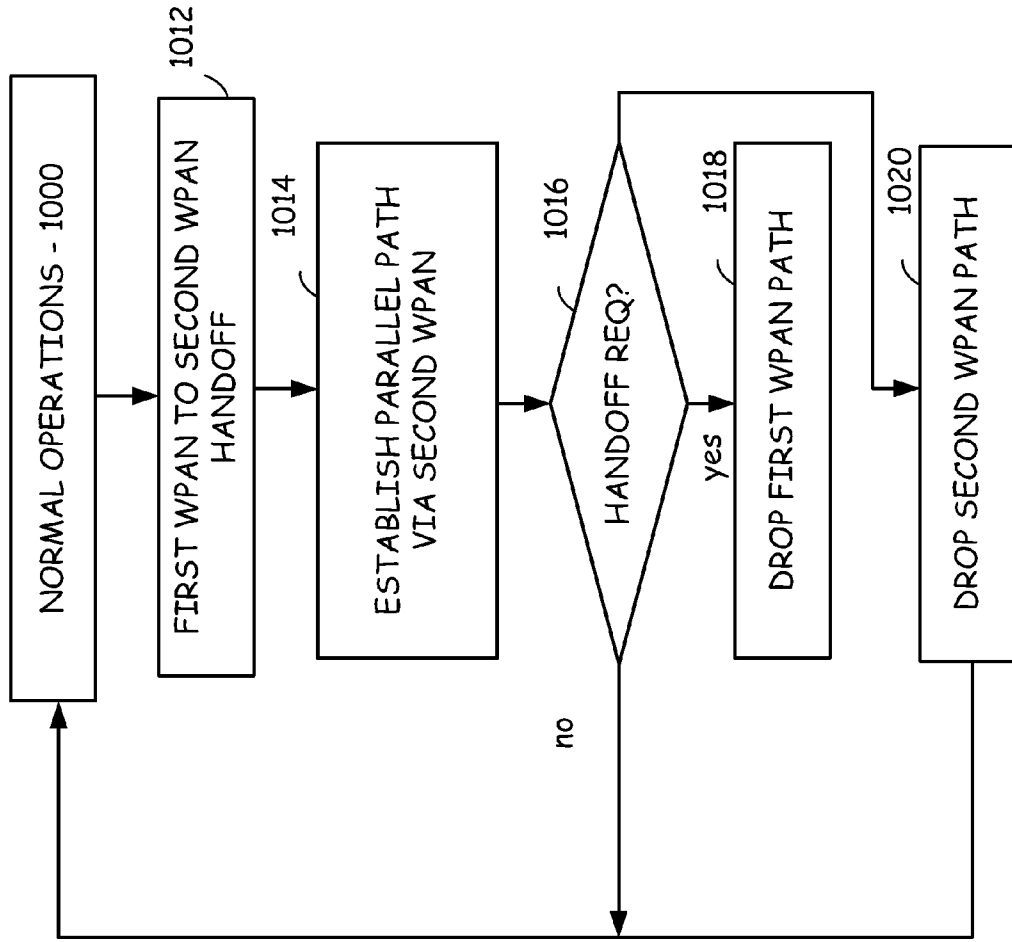 NORMAL OPERATIONS - 1000
1012
FIRST WPAN TO SECOND WPAN
HANDOFF
1014
ESTABLISH PARALLEL PATH
VIA SECOND WPAN
1016
HANDOFF REQ?
no
yes
1018
DROP FIRST WPAN PATH
1020
DROP SECOND WPAN PATH